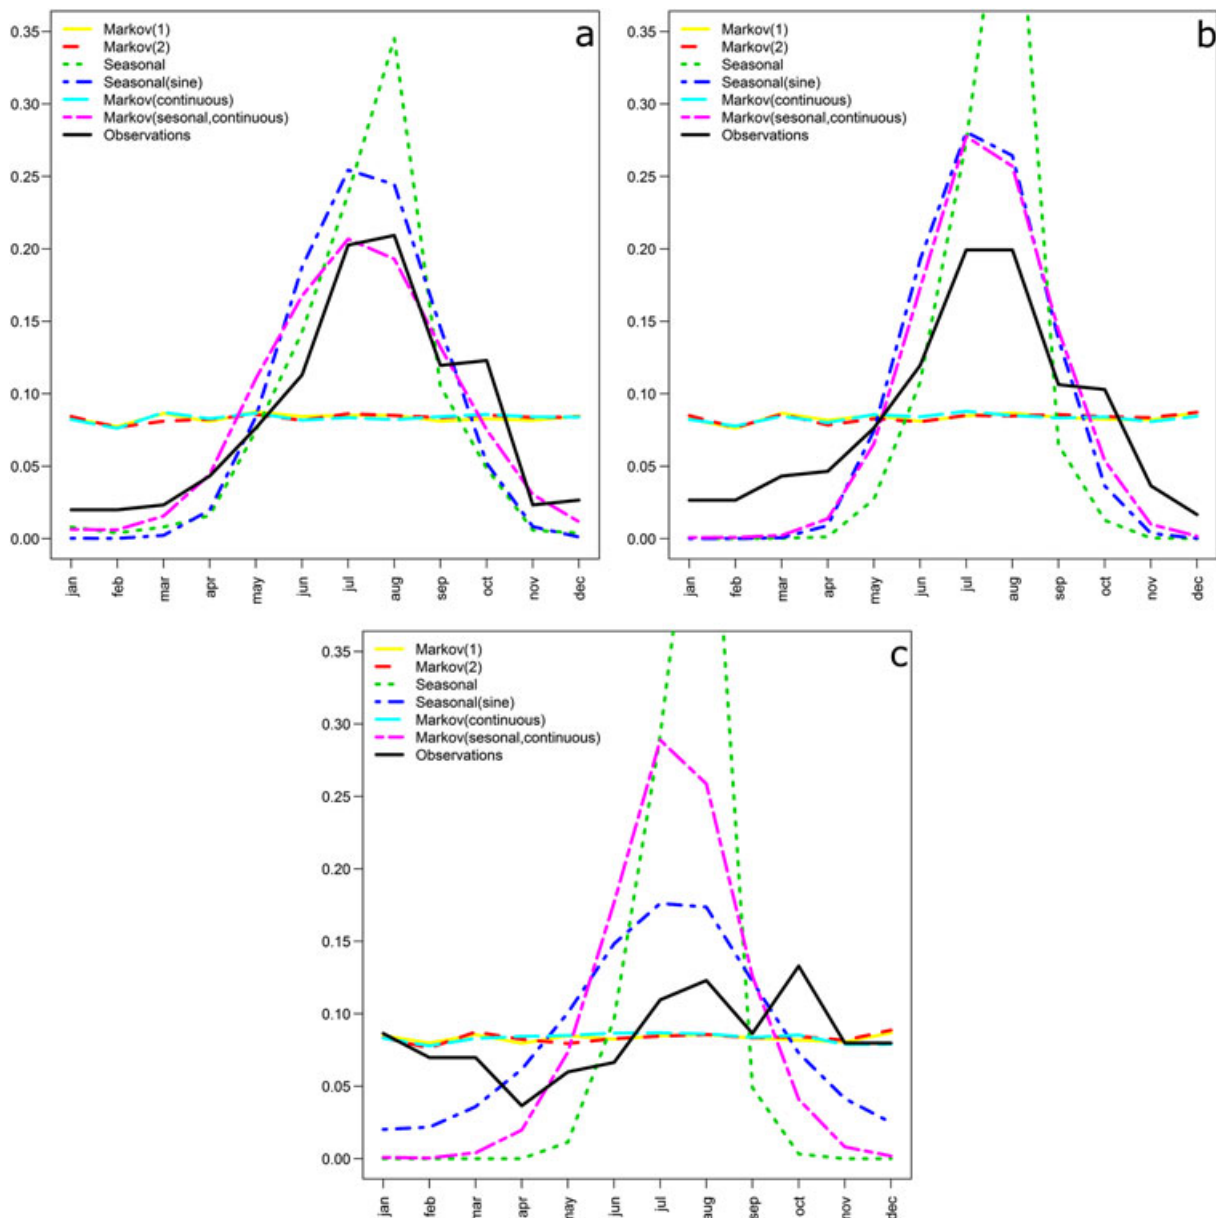 a
Markov(1)
Markov(2)
Seasonal
Seasonal(sine)
Markov(continuous)
Markov(sesonal,continuous)
Observations
0.35
0.30
0.25
0.20
0.15
0.10
0.05
0.00
jan
feb
mar
apr
may
jun
jul
aug
sep
oct
nov
dec
b
Markov(1)
Markov(2)
Seasonal
Seasonal(sine)
Markov(continuous)
Markov(sesonal,continuous)
Observations
0.35
0.30
0.25
0.20
0.15
0.10
0.05
0.00
jan
feb
mar
apr
may
jun
jul
aug
sep
oct
nov
dec
c
Markov(1)
Markov(2)
Seasonal
Seasonal(sine)
Markov(continuous)
Markov(sesonal,continuous)
Observations
0.35
0.30
0.25
0.20
0.15
0.10
0.05
0.00
jan
feb
mar
apr
may
jun
jul
aug
sep
oct
nov
dec